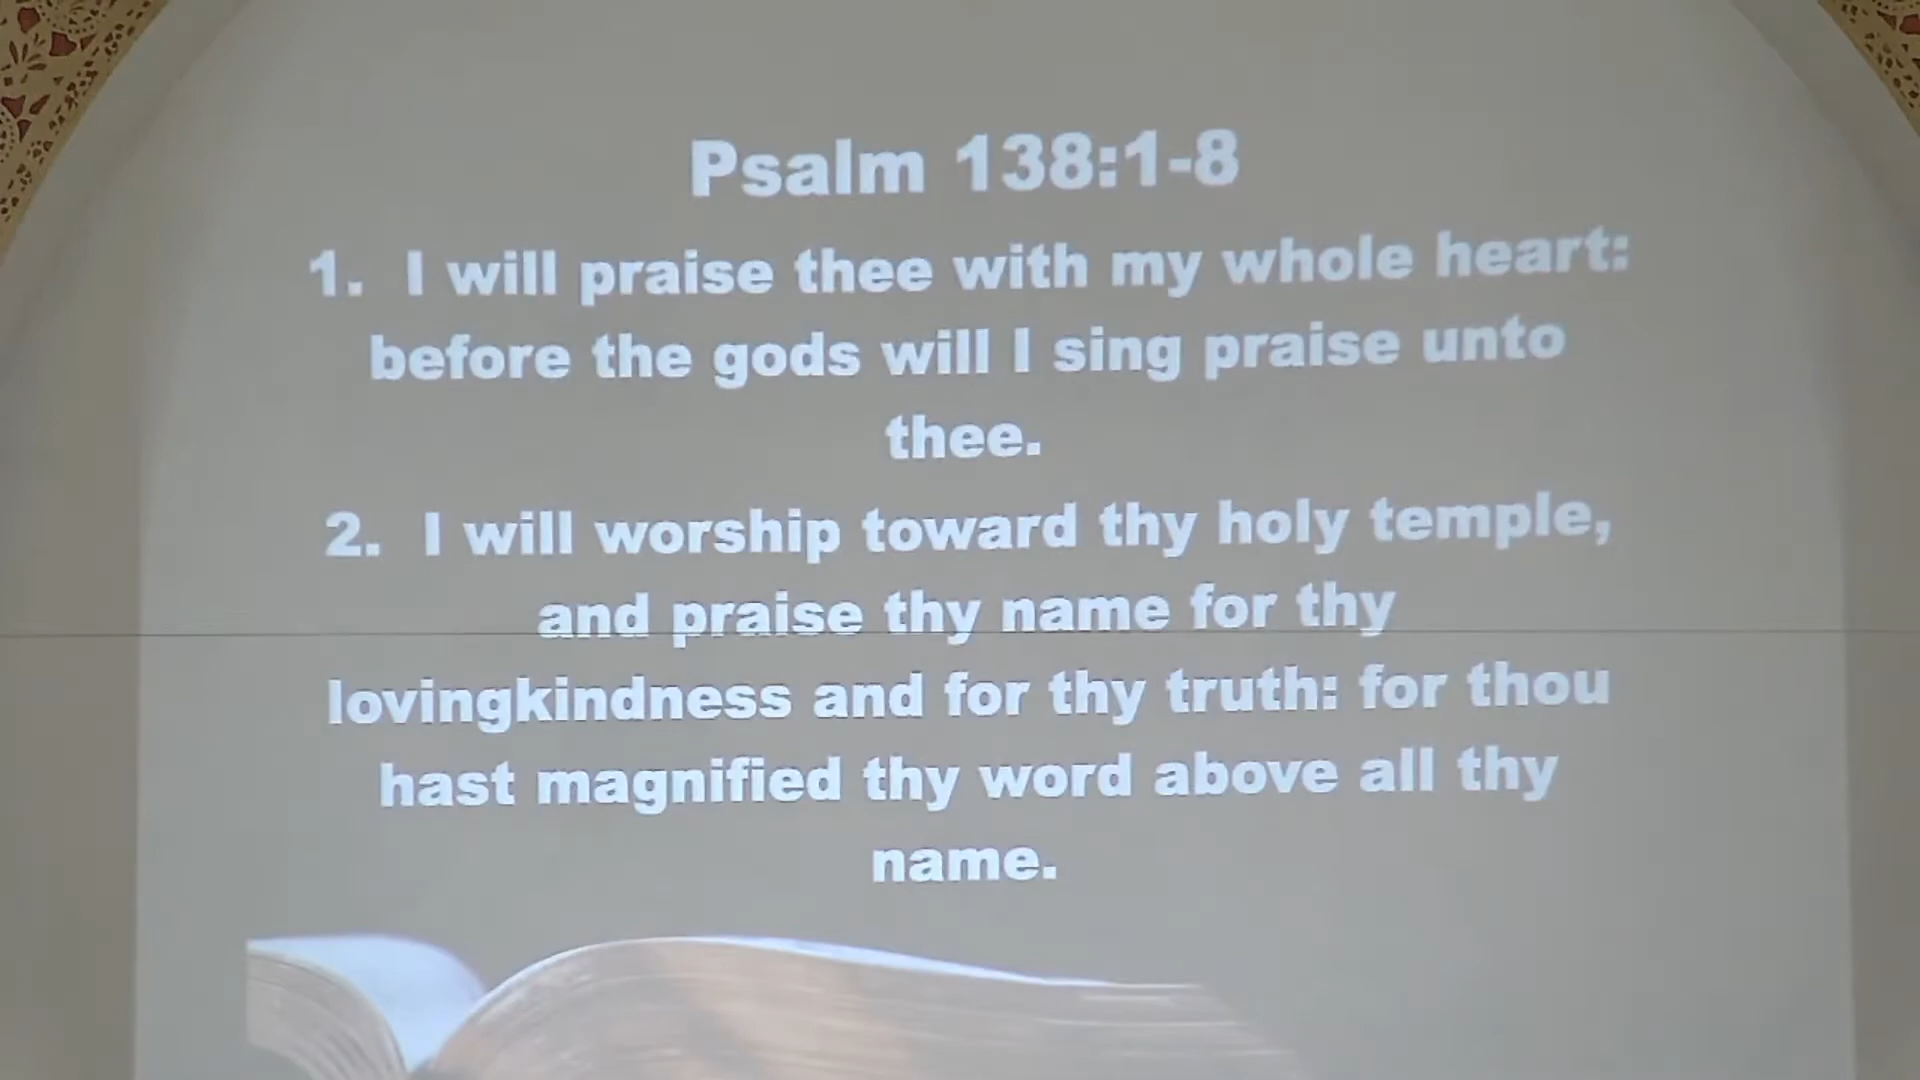 Psalm 138:1-8
1. I will praise thee with my whole heart:
before the gods will I sing praise unto
thee.
2. I will worship toward thy holy temple,
and praise thy name for thy
lovingkindness and for thy truth: for thou
hast magnified thy word above all thy
name.